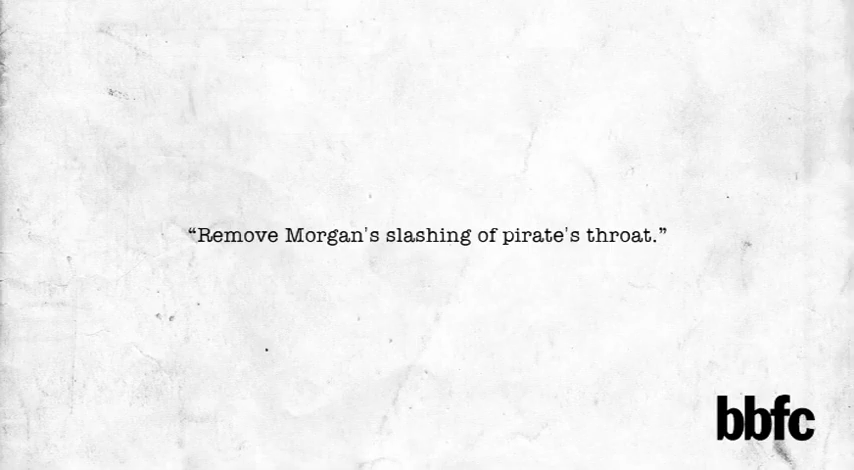 “Remove Morgan's slashing of pirate's throat.”
bbfc